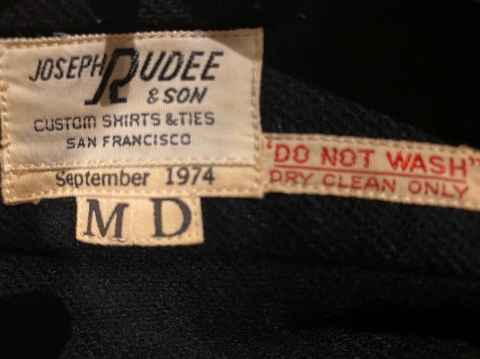 JOSEPH RUDEE
& SON
CUSTOM SHIRTS & TIES
SAN FRANCISCO
September 1974
M D
"DO NOT WASH"
DRY CLEAN ONLY